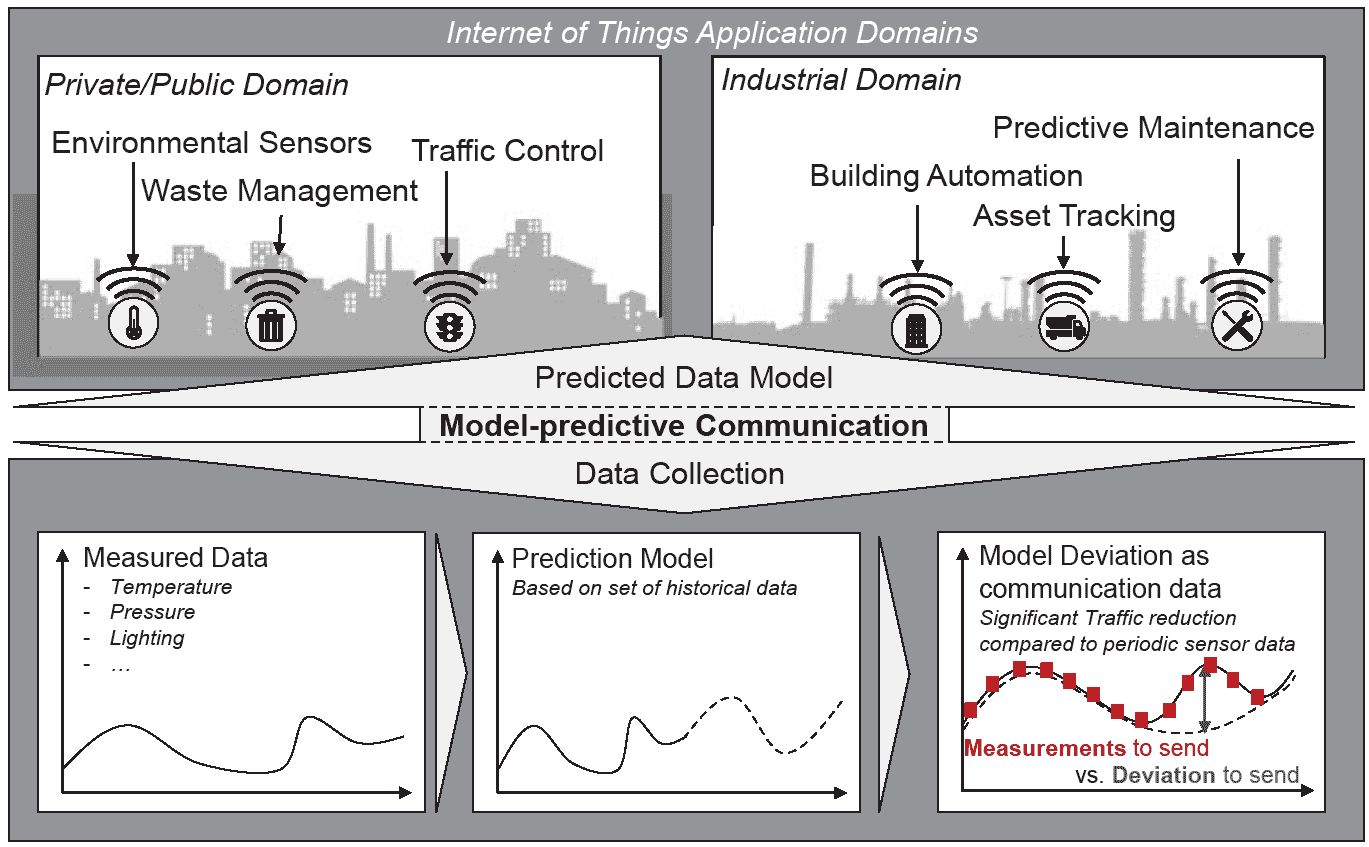 Internet of Things Application Domains
Private/Public Domain
Environmental Sensors
Waste Management
Traffic Control
Industrial Domain
Predictive Maintenance
Building Automation
Asset Tracking
Predicted Data Model
Model-predictive Communication
Data Collection
Measured Data
- Temperature
- Pressure
- Lighting
- ...
Prediction Model
Based on set of historical data
Model Deviation as
communication data
Significant Traffic reduction
compared to periodic sensor data
Measurements to send
vs. Deviation to send